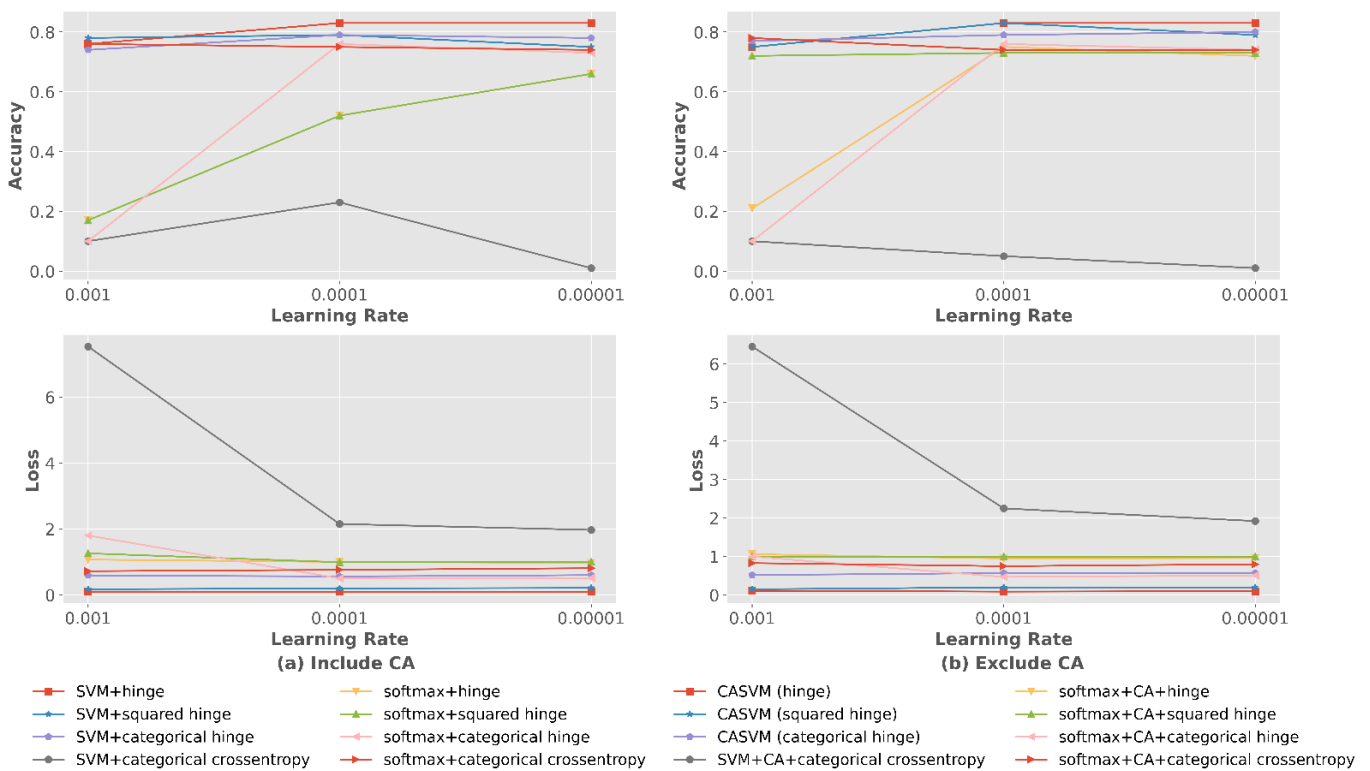 0.8
0.6
0.4
0.2
0.0
Accuracy
0.001
0.0001
0.00001
Learning Rate
0.8
0.6
0.4
0.2
0.0
Accuracy
0.001
0.0001
0.00001
Learning Rate
6
4
2
0
Loss
0.001
0.0001
0.00001
Learning Rate
(a) Include CA
6
5
4
3
2
1
0
Loss
0.001
0.0001
0.00001
Learning Rate
(b) Exclude CA
SVM+hinge
SVM+squared hinge
SVM+categorical hinge
SVM+categorical crossentropy
softmax+hinge
softmax+squared hinge
softmax+categorical hinge
softmax+categorical crossentropy
CASVM (hinge)
CASVM (squared hinge)
CASVM (categorical hinge)
SVM+CA+categorical crossentropy
softmax+CA+hinge
softmax+CA+squared hinge
softmax+CA+categorical hinge
softmax+CA+categorical crossentropy